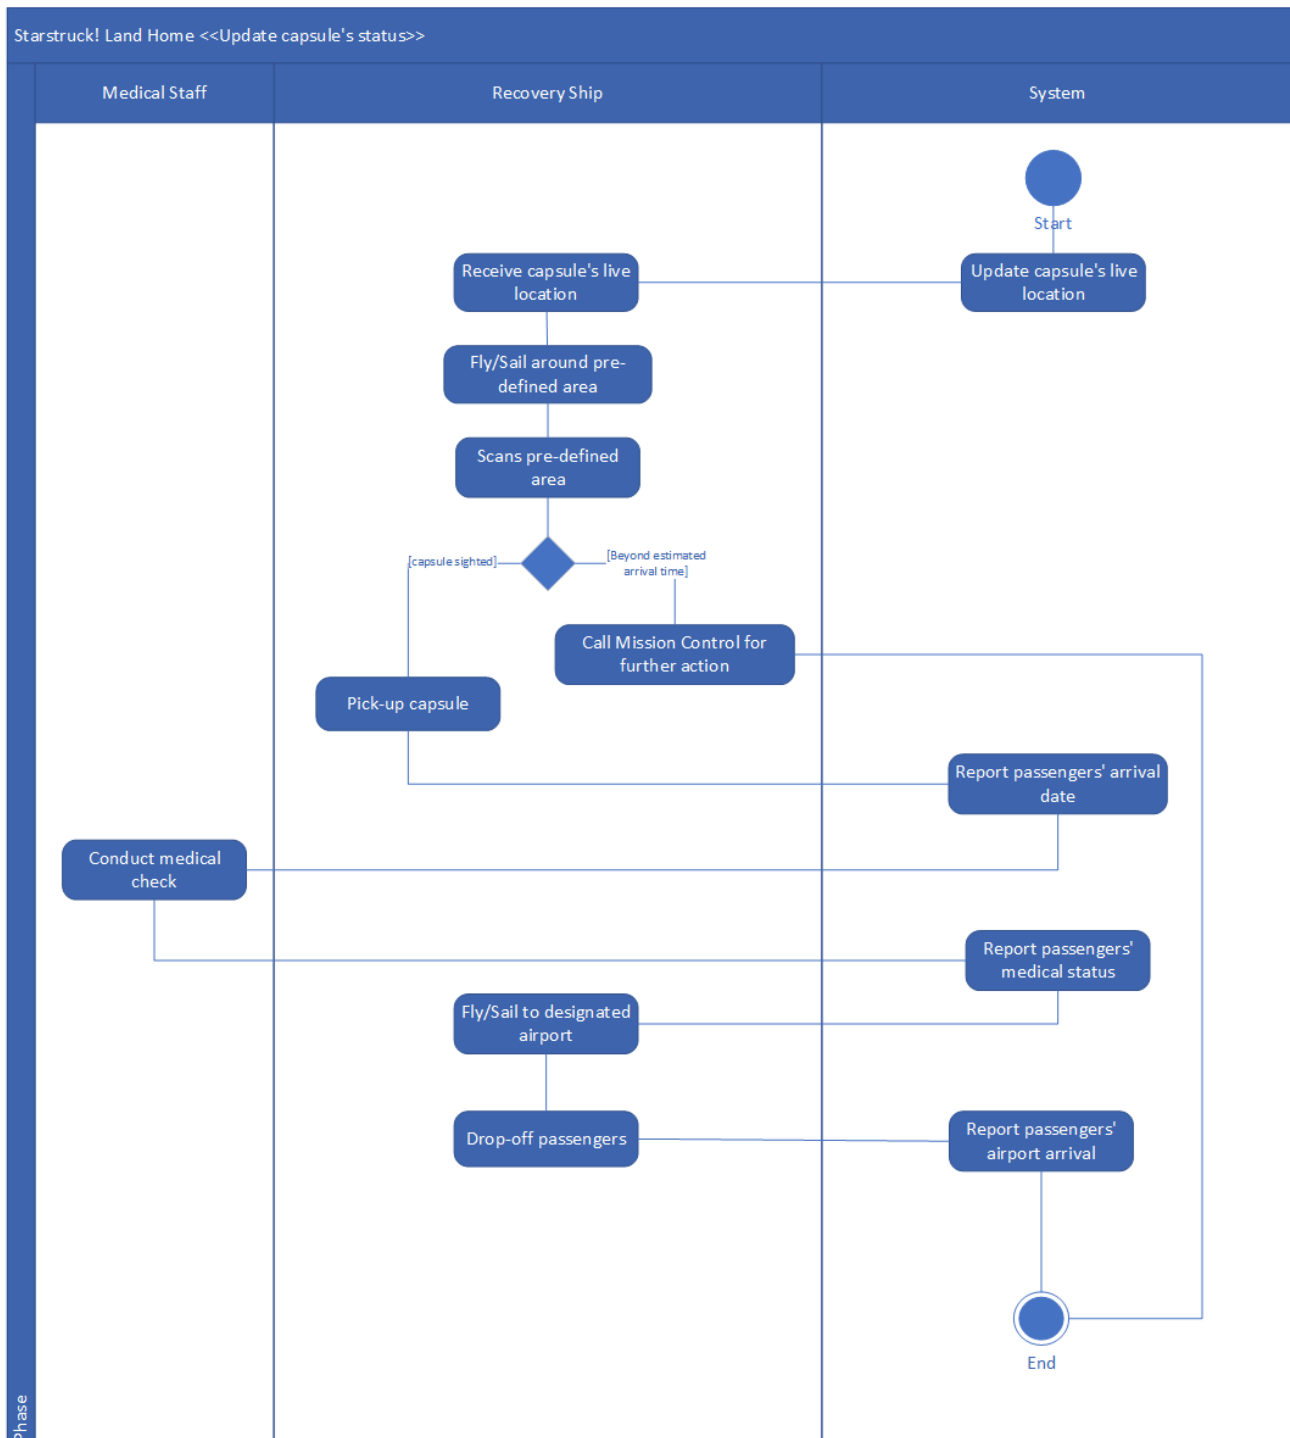 Starstruck! Land Home <<Update capsule's status>>
Medical Staff
Recovery Ship
System
Start
Receive capsule's live
location
Update capsule's live
location
Fly/Sail around pre-
defined area
Scans pre-defined
area
[capsule sighted]
[Beyond estimated
arrival time]
Call Mission Control for
further action
Pick-up capsule
Report passengers' arrival
date
Conduct medical
check
Report passengers'
medical status
Fly/Sail to designated
airport
Drop-off passengers
Report passengers'
airport arrival
End
Phase